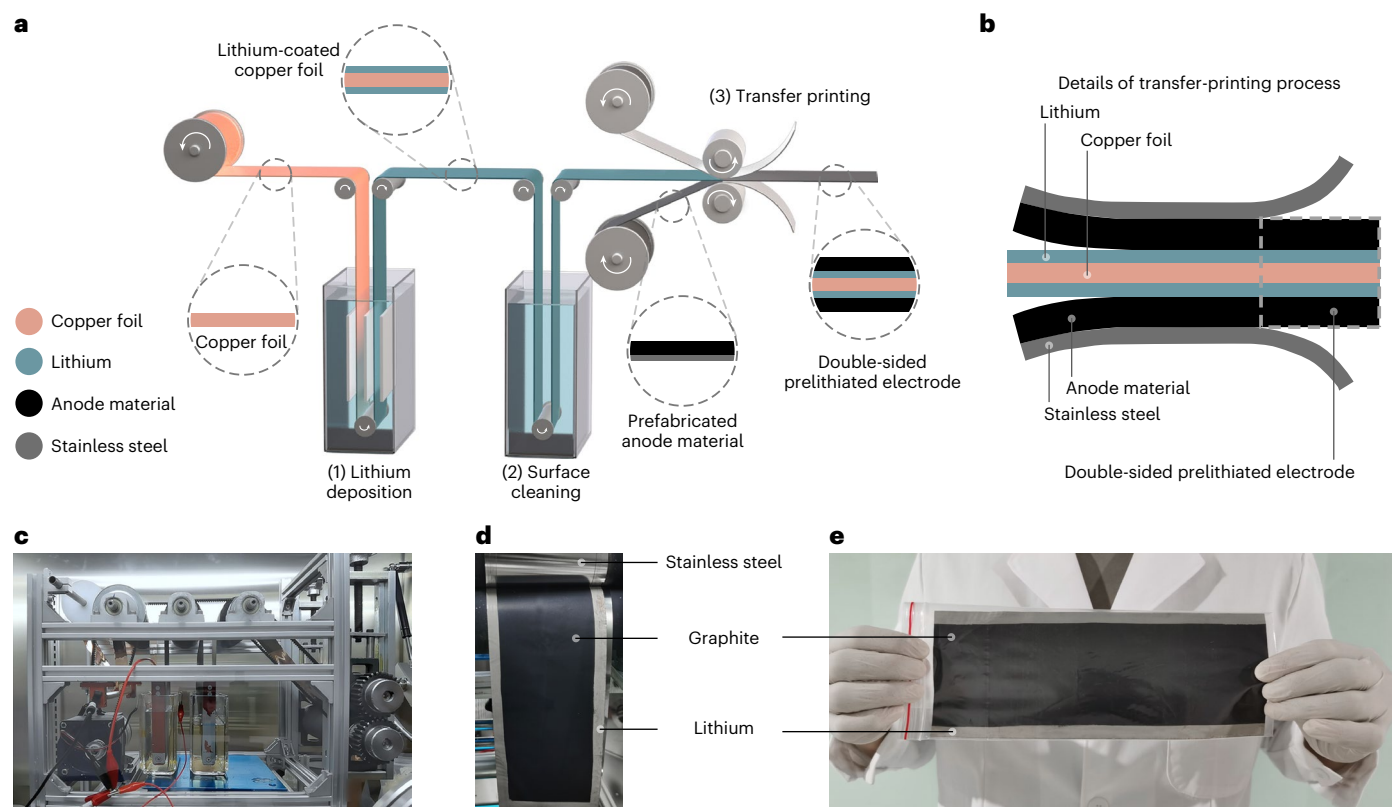 a
Lithium-coated
copper foil
(3) Transfer printing
Copper foil
Copper foil
Lithium
Anode material
Stainless steel
(1) Lithium
deposition
(2) Surface
cleaning
Prefabricated
anode material
Double-sided
prelithiated electrode
b
Details of transfer-printing process
Lithium
Copper foil
Anode material
Stainless steel
Double-sided prelithiated electrode
c
d
Stainless steel
Graphite
Lithium
e